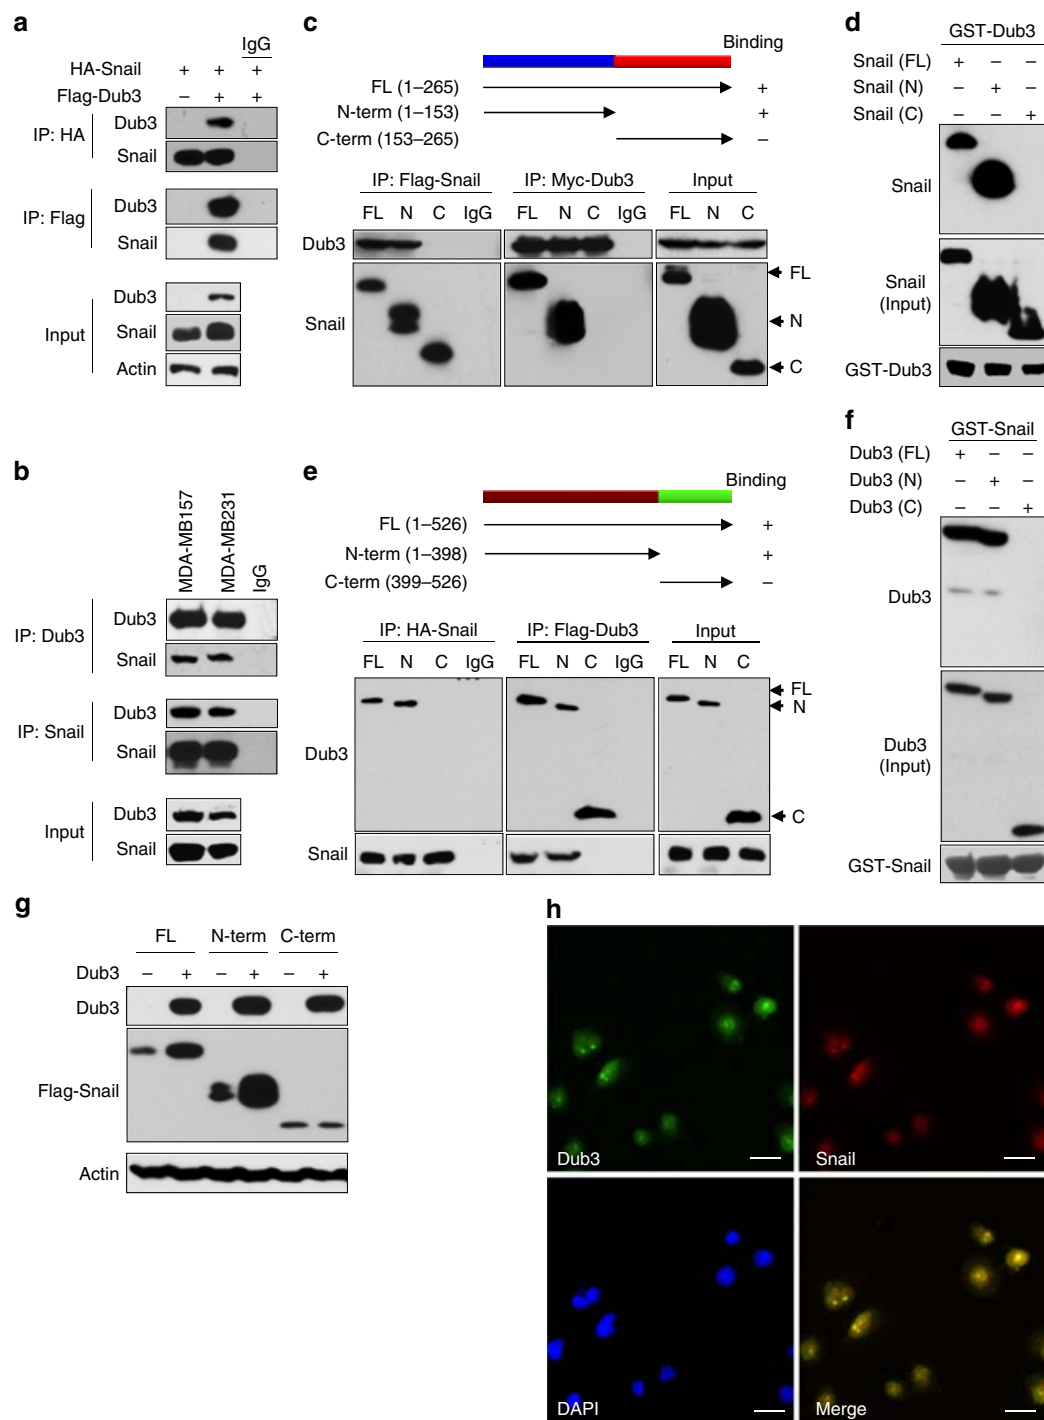 a
IgG
HA-Snail + + +
Flag-Dub3 – + +
IP: HA
Dub3
Snail
IP: Flag
Dub3
Snail
Input
Dub3
Snail
Actin
b
MDA-MB157
MDA-MB231
IgG
IP: Dub3
Dub3
Snail
IP: Snail
Dub3
Snail
Input
Dub3
Snail
c
Binding
FL (1–265) +
N-term (1–153) +
C-term (153–265) –
IP: Flag-Snail IP: Myc-Dub3 Input
FL N C IgG FL N C IgG FL N C
Dub3
Snail
FL
N
C
d
GST-Dub3
Snail (FL) + – –
Snail (N) – + –
Snail (C) – – +
Snail
Snail
(Input)
GST-Dub3
e
Binding
FL (1–526) +
N-term (1–398) +
C-term (399–526) –
IP: HA-Snail IP: Flag-Dub3 Input
FL N C IgG FL N C IgG FL N C
Dub3
FL
N
C
Snail
f
GST-Snail
Dub3 (FL) + – –
Dub3 (N) – + –
Dub3 (C) – – +
Dub3
Dub3
(Input)
GST-Snail
g
FL N-term C-term
Dub3 – + – + – +
Dub3
Flag-Snail
Actin
h
Dub3
Snail
DAPI
Merge